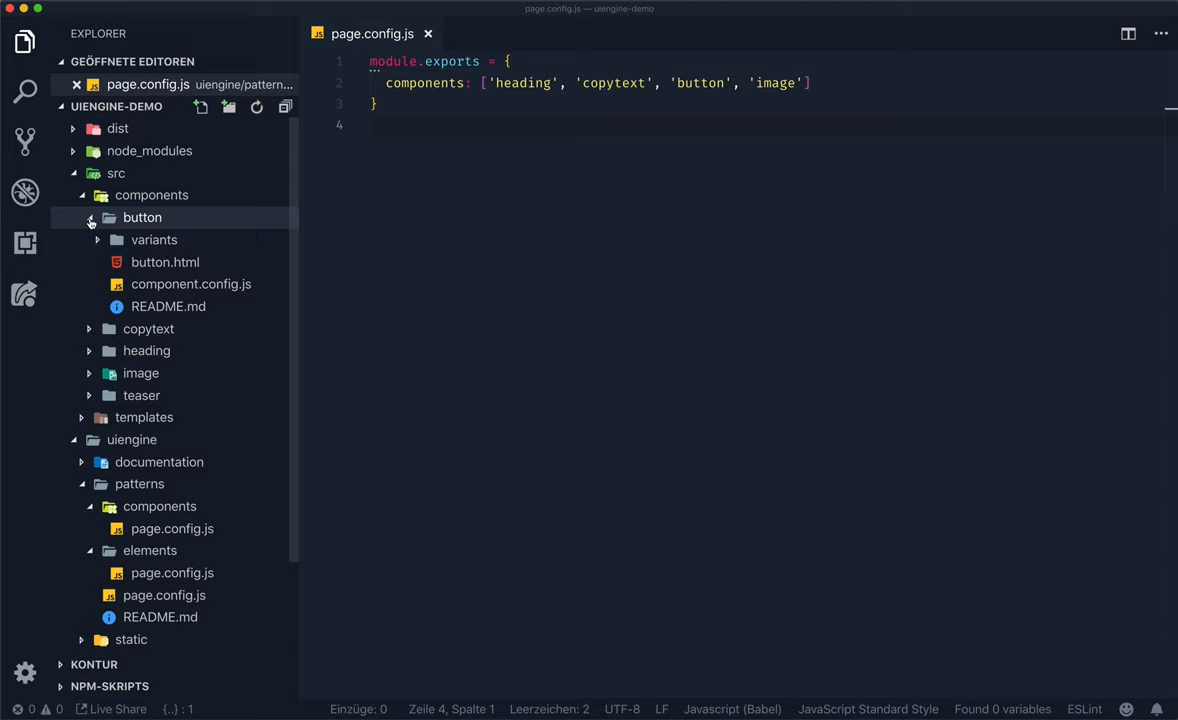 page.config.js — uiengine-demo
EXPLORER
GEÖFFNETE EDITOREN
page.config.js uiengine/pattern...
UIENGINE-DEMO
dist
node_modules
src
components
button
variants
button.html
component.config.js
README.md
copytext
heading
image
teaser
templates
uiengine
documentation
patterns
components
page.config.js
elements
page.config.js
page.config.js
README.md
static
KONTUR
NPM-SKRIPTS
page.config.js
1 module.exports = {
2 components: ['heading', 'copytext', 'button', 'image']
3 }
4
0 0 Live Share {..} : 1 Einzüge: 0 Zeile 4, Spalte 1 Leerzeichen: 2 UTF-8 LF Javascript (Babel) JavaScript Standard Style Found 0 variables ESLint